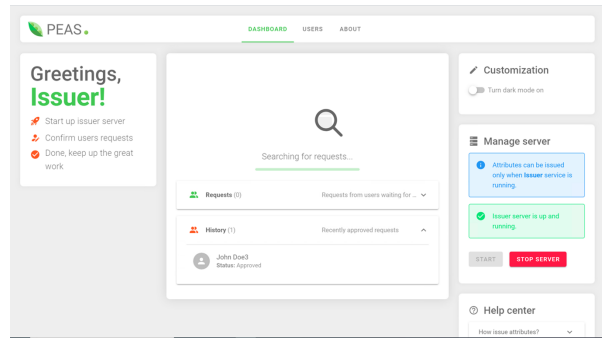 PEAS.
DASHBOARD USERS ABOUT
Greetings,
Issuer!
Start up issuer server
Confirm users requests
Done, keep up the great
work
Searching for requests...
Requests (0) Requests from users waiting for ...
History (1) Recently approved requests
John Doe3
Status: Approved
Customization
Turn dark mode on
Manage server
Attributes can be issued
only when Issuer service is
running.
Issuer server is up and
running.
START STOP SERVER
Help center
How issue attributes?